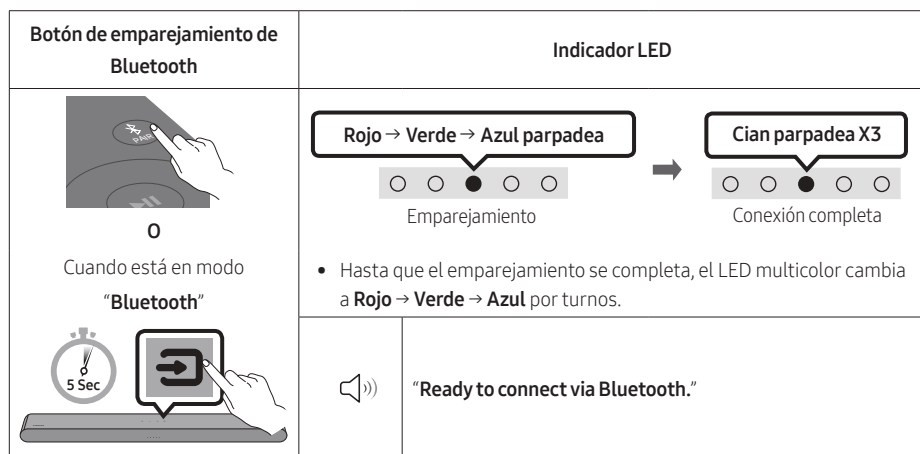 Botón de emparejamiento de
Bluetooth
Indicador LED
PAIR
O
Cuando está en modo
“Bluetooth”
5 Sec
Rojo → Verde → Azul parpadea
Emparejamiento
Cian parpadea X3
Conexión completa
• Hasta que el emparejamiento se completa, el LED multicolor cambia
a Rojo → Verde → Azul por turnos.
“Ready to connect via Bluetooth.”